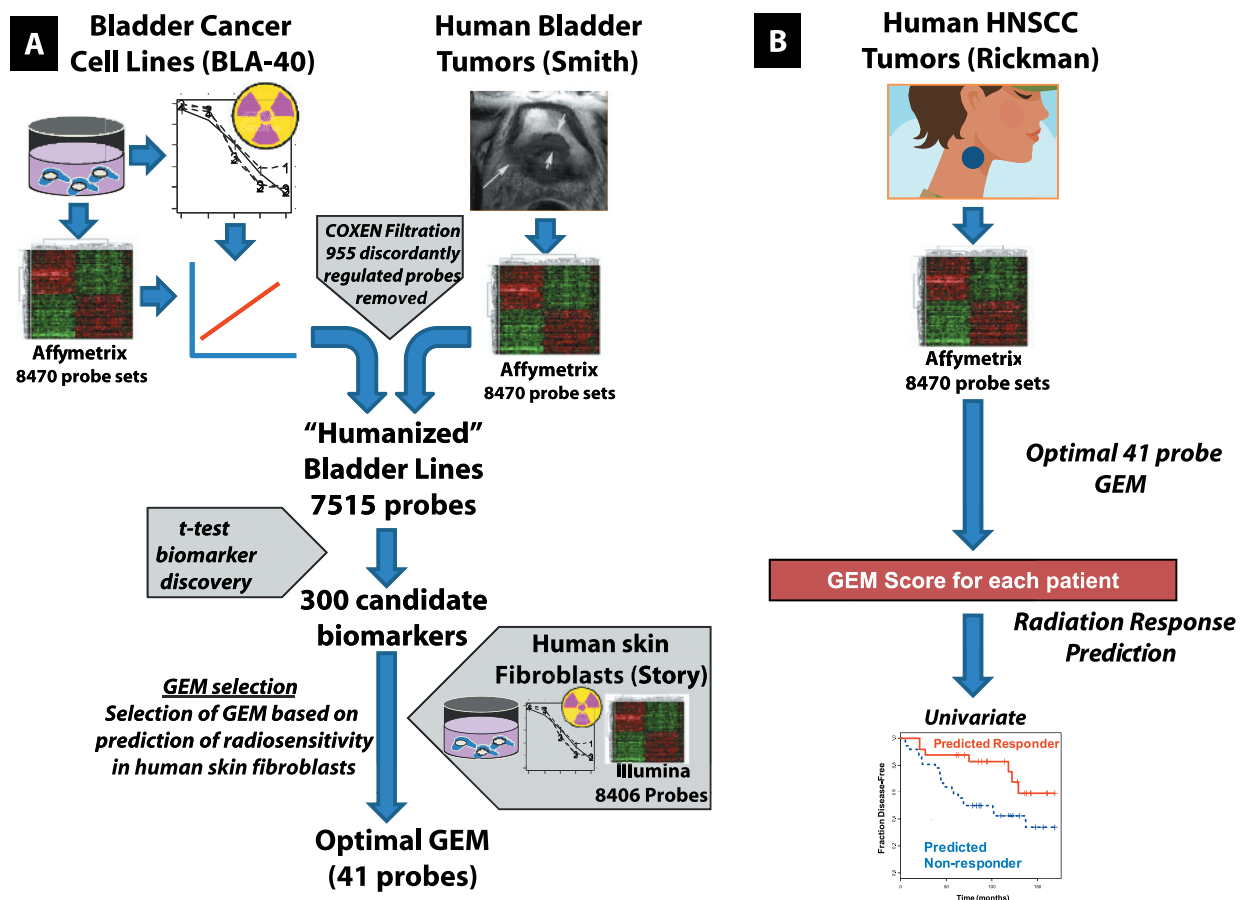 A
Bladder Cancer
Cell Lines (BLA-40)
Human Bladder
Tumors (Smith)
COXEN Filtration
955 discordantly
regulated probes
removed
Affymetrix
8470 probe sets
Affymetrix
8470 probe sets
“Humanized”
Bladder Lines
7515 probes
t-test
biomarker
discovery
300 candidate
biomarkers
GEM selection
Selection of GEM based on
prediction of radiosensitivity
in human skin fibroblasts
Human skin
Fibroblasts (Story)
Illumina
8406 Probes
Optimal GEM
(41 probes)
B
Human HNSCC
Tumors (Rickman)
Affymetrix
8470 probe sets
Optimal 41 probe
GEM
GEM Score for each patient
Radiation Response
Prediction
Univariate
Predicted Responder
Predicted
Non-responder
Fraction Disease-Free
0 50 100 150
Time (months)